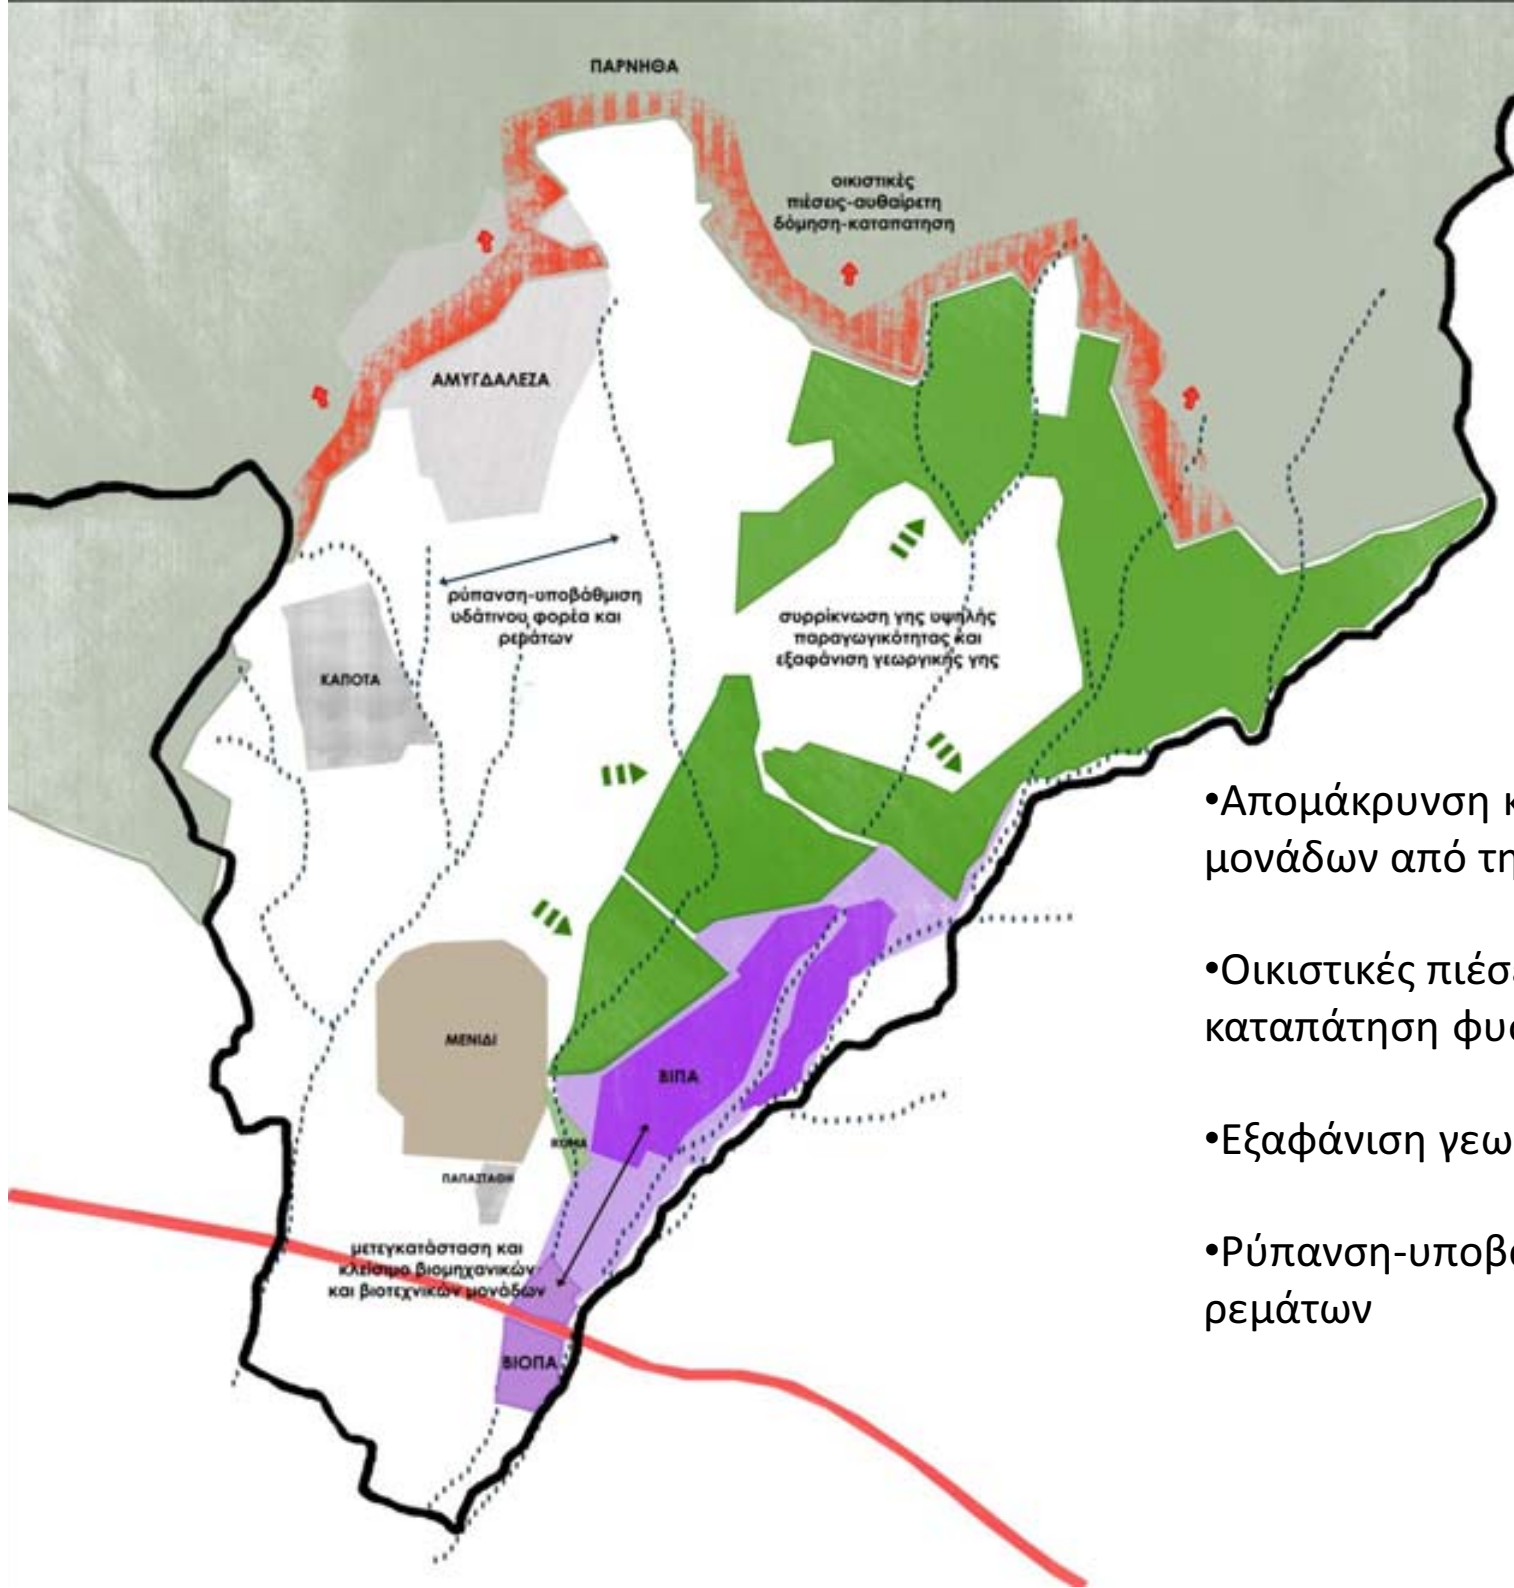 ΠΑΡΝΗΘΑ
οικιστικές
πιέσεις-αυθαίρετη
δόμηση-καταπατηση
ΑΜΥΓΔΑΛΕΖΑ
ρύπανση-υποβάθμιση
υδάτινου φορέα και
ρεμάτων
συρρίκνωση γης υψηλής
παραγωγικότητας και
εξαφάνιση γεωργικής γης
ΚΑΠΟΤΑ
•Απομάκρυνση κ
μονάδων από τη
•Οικιστικές πιέσε
καταπάτηση φυσ
ΜΕΝΙΔΙ
ΒΙΠΑ
•Εξαφάνιση γεω
ROMA
ΠΑΠΑΣΤΑΘΗ
μετεγκατάσταση και
κλείσιμο βιομηχανικών
και βιοτεχνικών μονάδων
•Ρύπανση-υποβα
ρεμάτων
ΒΙΟΠΑ